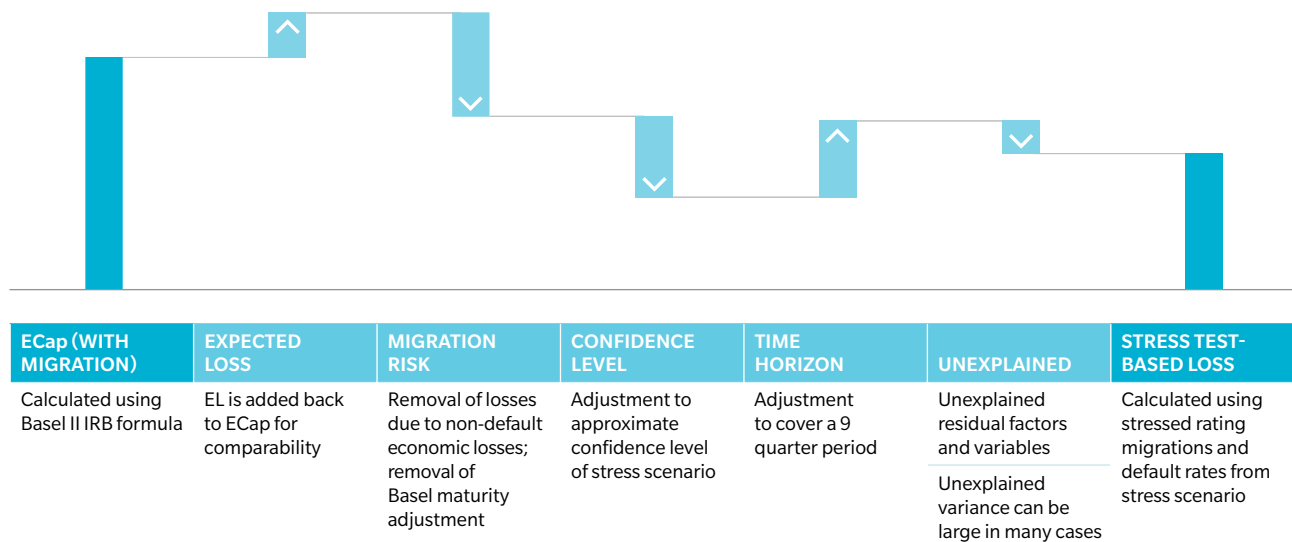 ECap (WITH
MIGRATION)
EXPECTED
LOSS
MIGRATION
RISK
CONFIDENCE
LEVEL
TIME
HORIZON
UNEXPLAINED
STRESS TEST-
BASED LOSS
Calculated using
Basel II IRB formula
EL is added back
to ECap for
comparability
Removal of losses
due to non-default
economic losses;
removal of
Basel maturity
adjustment
Adjustment to
approximate
confidence level
of stress scenario
Adjustment
to cover a 9
quarter period
Unexplained
residual factors
and variables
Unexplained
variance can be
large in many cases
Calculated using
stressed rating
migrations and
default rates from
stress scenario